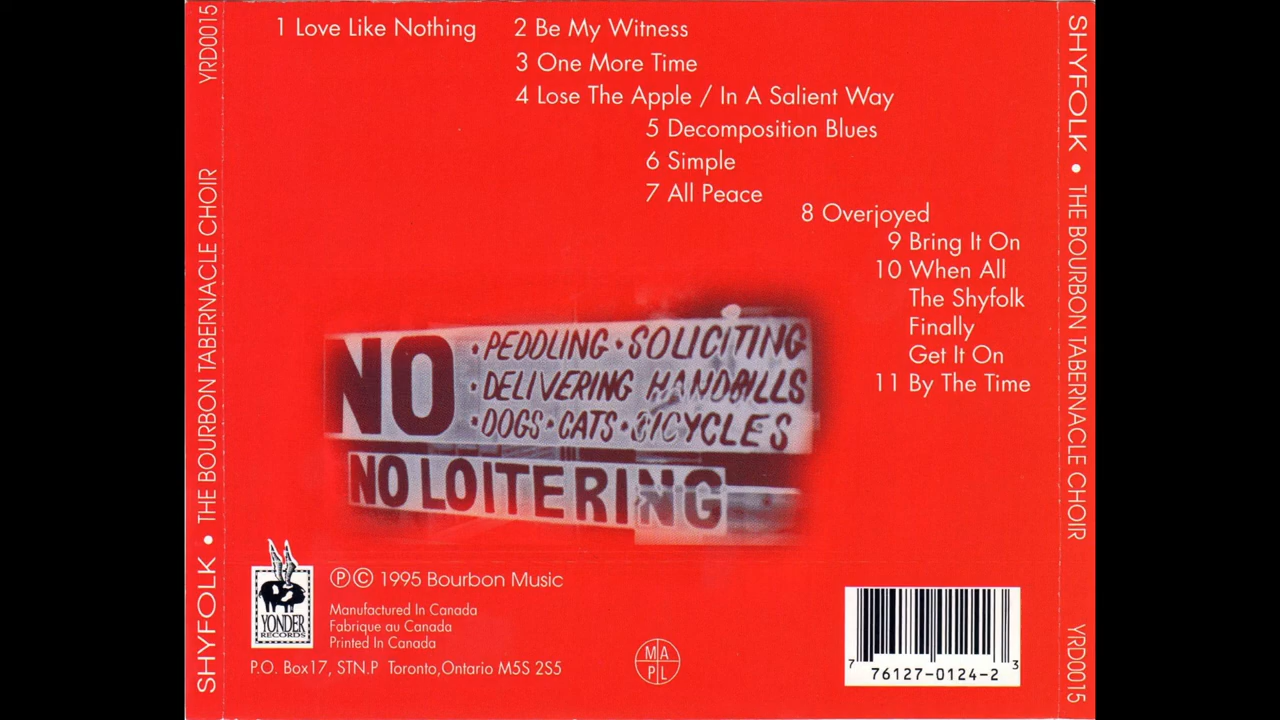 1 Love Like Nothing
2 Be My Witness
3 One More Time
4 Lose The Apple / In A Salient Way
5 Decomposition Blues
6 Simple
7 All Peace
8 Overjoyed
9 Bring It On
10 When All
The Shyfolk
Finally
Get It On
11 By The Time
NO • PEDDLING • SOLICITING
• DELIVERING HANDBILLS
• DOGS • CATS • BICYCLES
NO LOITERING
YONDER
RECORDS
ⓅⒸ 1995 Bourbon Music
Manufactured In Canada
Fabrique au Canada
Printed In Canada
P.O. Box17, STN.P Toronto,Ontario M5S 2S5
MA
PL
7 76127-0124-2 3
SHYFOLK • THE BOURBON TABERNACLE CHOIR YRD0015
SHYFOLK • THE BOURBON TABERNACLE CHOIR YRD0015